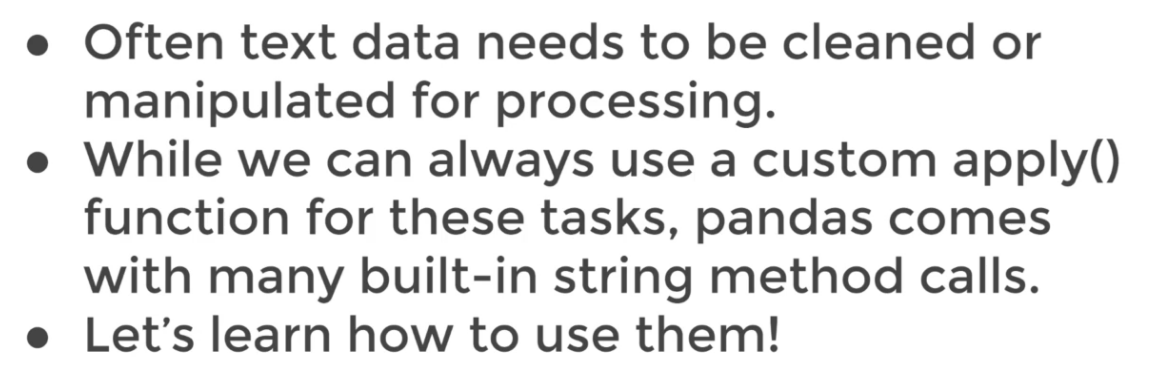 ● Often text data needs to be cleaned or
manipulated for processing.
● While we can always use a custom apply()
function for these tasks, pandas comes
with many built-in string method calls.
● Let’s learn how to use them!